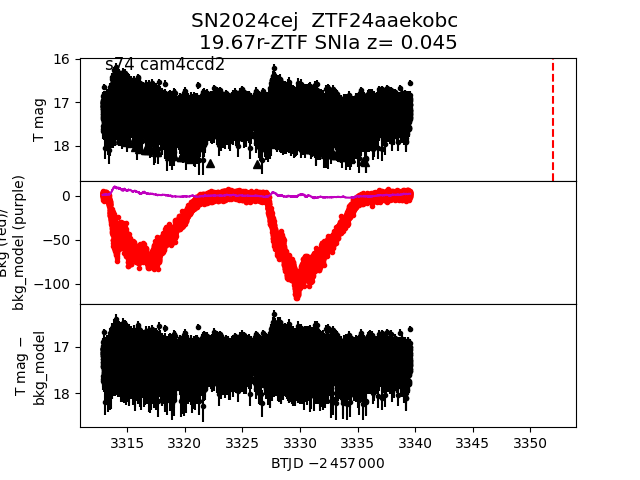 SN2024cej  ZTF24aaekobc
19.67r-ZTF SNIa z= 0.045
s74 cam4ccd2
16
17
18
T mag
0
−50
−100
Bkg (red)/
bkg_model (purple)
17
18
T mag −
bkg_model
3315 3320 3325 3330 3335 3340 3345 3350
BTJD −2 457 000